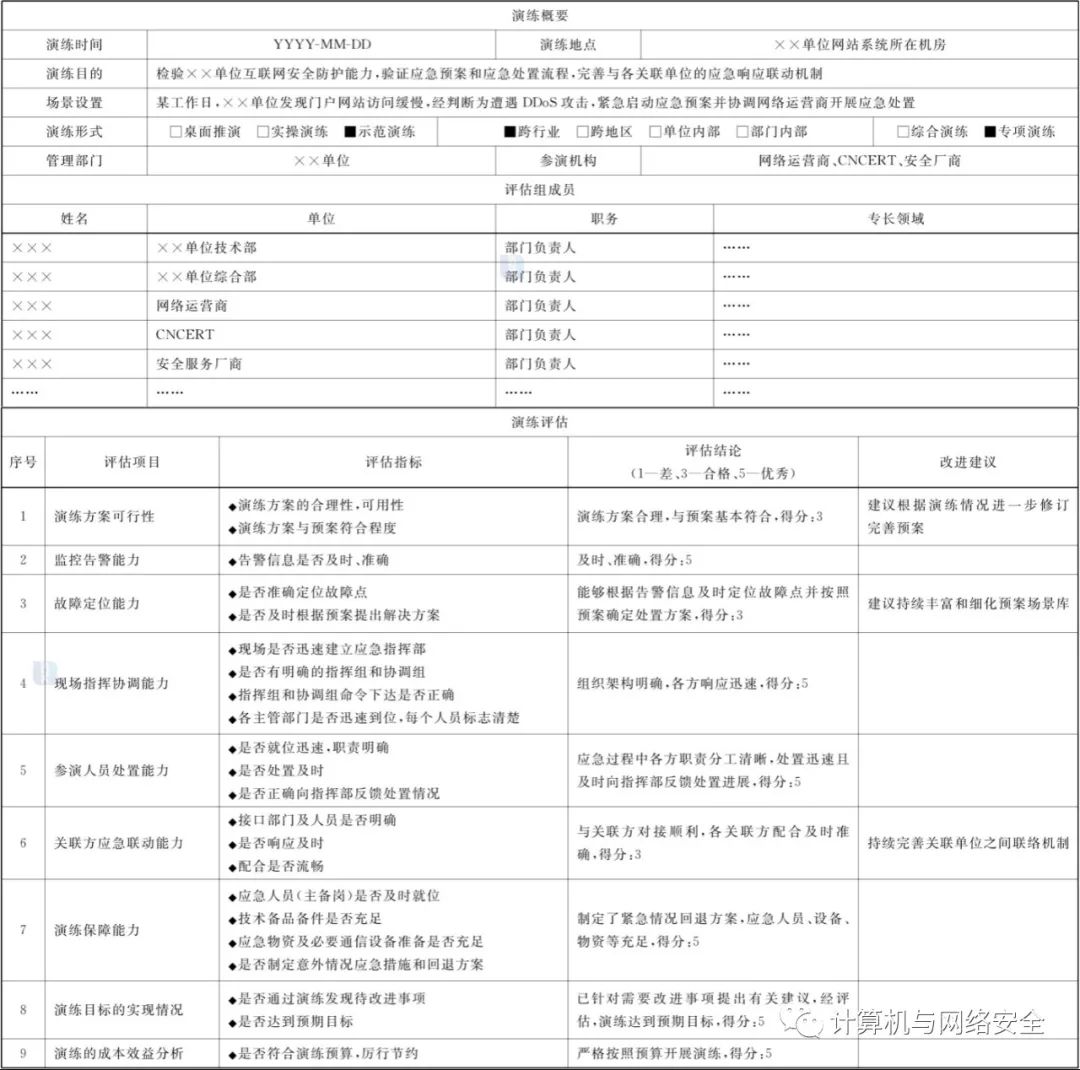 演练概要
演练时间 YYYY-MM-DD 演练地点 ××单位网站系统所在机房
演练目的 检验××单位互联网安全防护能力,验证应急预案和应急处置流程,完善与各关联单位的应急响应联动机制
场景设置 某工作日,××单位发现门户网站访问缓慢,经判断为遭遇 DDoS 攻击,紧急启动应急预案并协调网络运营商开展应急处置
演练形式 □桌面推演 □实操演练 ■示范演练 ■跨行业 □跨地区 □单位内部 □部门内部 □综合演练 ■专项演练
管理部门 ××单位 参演机构 网络运营商、CNCERT、安全厂商
评估组成员
姓名 单位 职务 专长领域
××× ××单位技术部 部门负责人 ……
××× ××单位综合部 部门负责人 ……
××× 网络运营商 部门负责人 ……
××× CNCERT 部门负责人 ……
××× 安全服务厂商 部门负责人 ……
…… …… …… ……
演练评估
序号 评估项目 评估指标 评估结论 改进建议
(1—差、3—合格、5—优秀)
1 演练方案可行性
◆演练方案的合理性,可用性
◆演练方案与预案符合程度
演练方案合理,与预案基本符合,得分:3
建议根据演练情况进一步修订
完善预案
2 监控告警能力 ◆告警信息是否及时、准确 及时、准确,得分:5
3 故障定位能力
◆是否准确定位故障点
◆是否及时根据预案提出解决方案
能够根据告警信息及时定位故障点并按照
预案确定处置方案,得分:3
建议持续丰富和细化预案场景库
4 现场指挥协调能力
◆现场是否迅速建立应急指挥部
◆是否有明确的指挥组和协调组
◆指挥组和协调组命令下达是否正确
◆各主管部门是否迅速到位,每个人员标志清楚
组织架构明确,各方响应迅速,得分:5
5 参演人员处置能力
◆是否就位迅速,职责明确
◆是否处置及时
◆是否正确向指挥部反馈处置情况
应急过程中各方职责分工清晰,处置迅速且
及时向指挥部反馈处置进展,得分:5
6 关联方应急联动能力
◆接口部门及人员是否明确
◆是否响应及时
◆配合是否流畅
与关联方对接顺利,各关联方配合及时准
确,得分:3
持续完善关联单位之间联络机制
7 演练保障能力
◆应急人员(主备岗)是否及时就位
◆技术备品备件是否充足
◆应急物资及必要通信设备准备是否充足
◆是否制定意外情况应急措施和回退方案
制定了紧急情况回退方案,应急人员、设备、
物资等充足,得分:5
8 演练目标的实现情况
◆是否通过演练发现待改进事项
◆是否达到预期目标
已针对需要改进事项提出有关建议,经评
估,演练达到预期目标,得分:5
9 演练的成本效益分析 ◆是否符合演练预算,厉行节约 严格按照预算开展演练,得分:5
计算机与网络安全